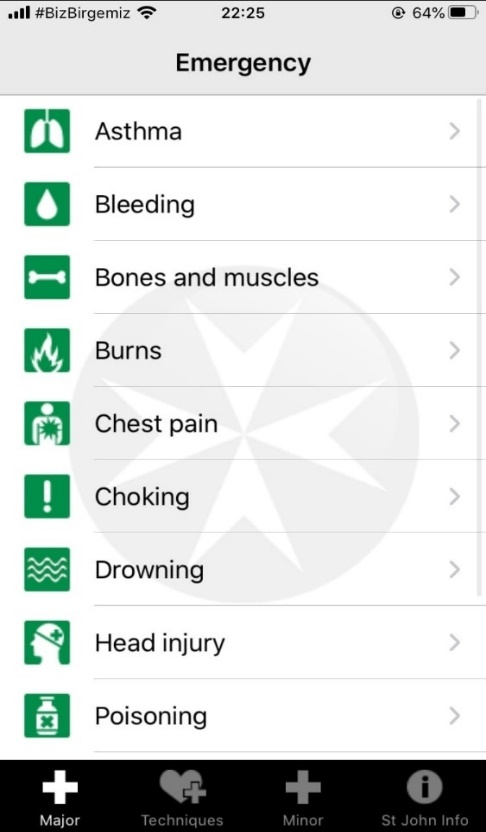 #BizBirgemiz 22:25 64%
Emergency
Asthma
Bleeding
Bones and muscles
Burns
Chest pain
Choking
Drowning
Head injury
Poisoning
Major Techniques Minor St John Info